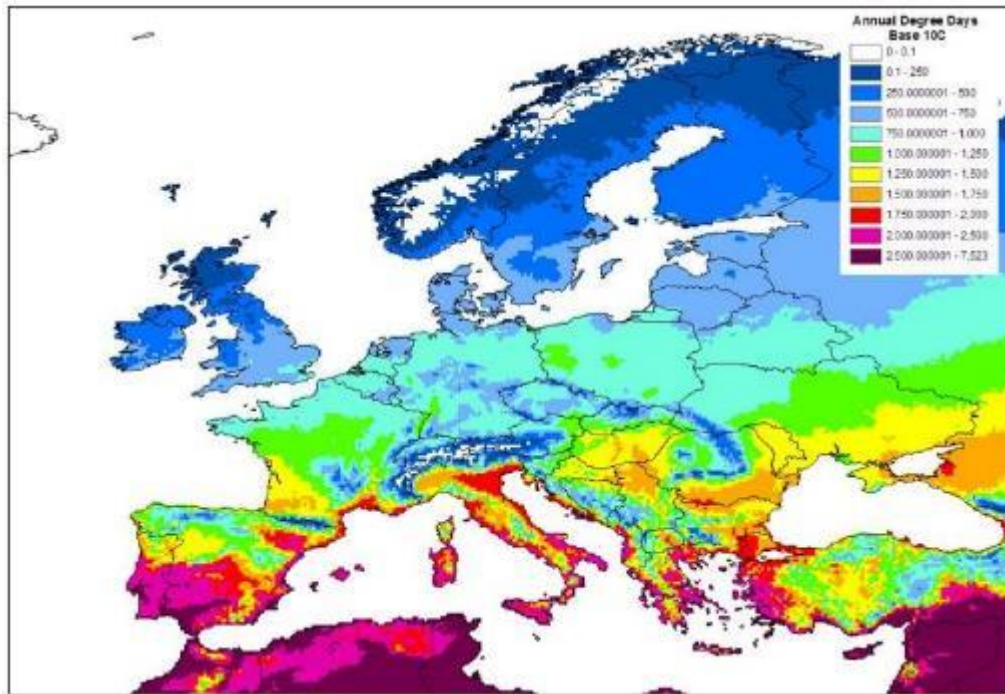 Annual Degree Days
Base 10C
0 - 0.1
0.1 - 250
250.0000001 - 500
500.0000001 - 750
750.0000001 - 1,000
1,000.000001 - 1,250
1,250.000001 - 1,500
1,500.000001 - 1,750
1,750.000001 - 2,000
2,000.000001 - 2,500
2,500.000001 - 7,523